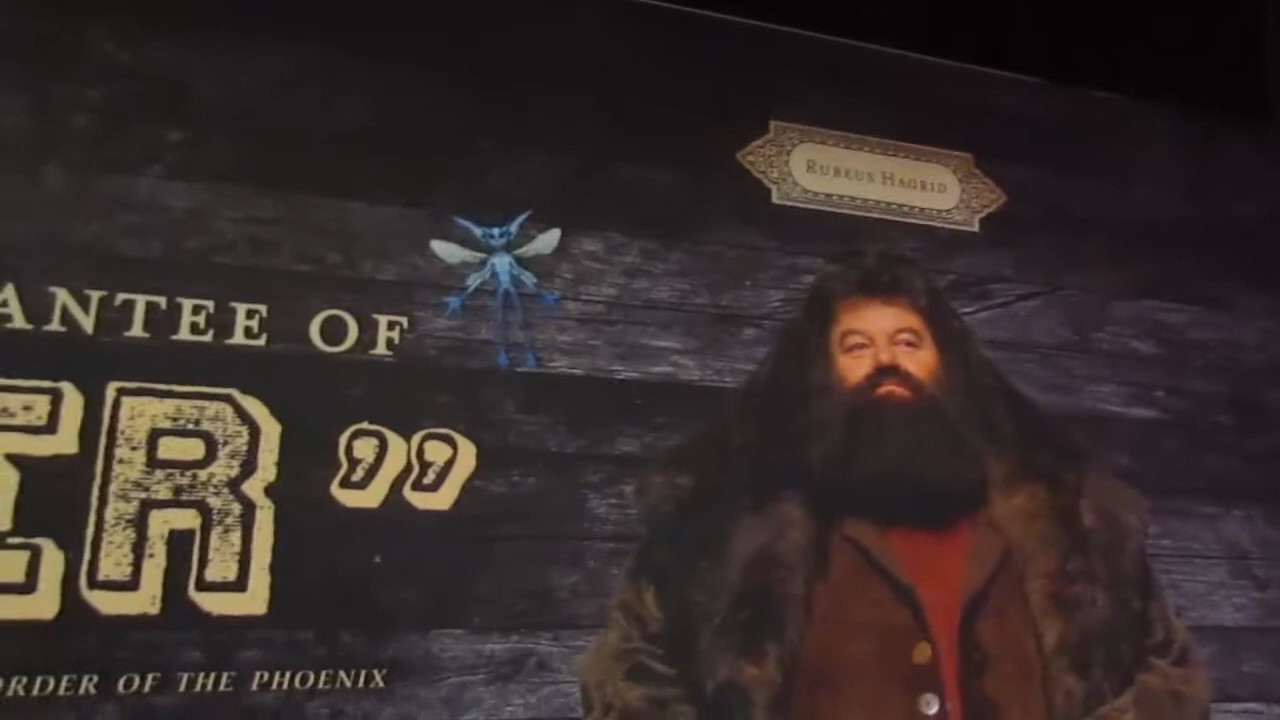 RUBEUS HAGRID
ANTEE OF
ER”
ORDER OF THE PHOENIX